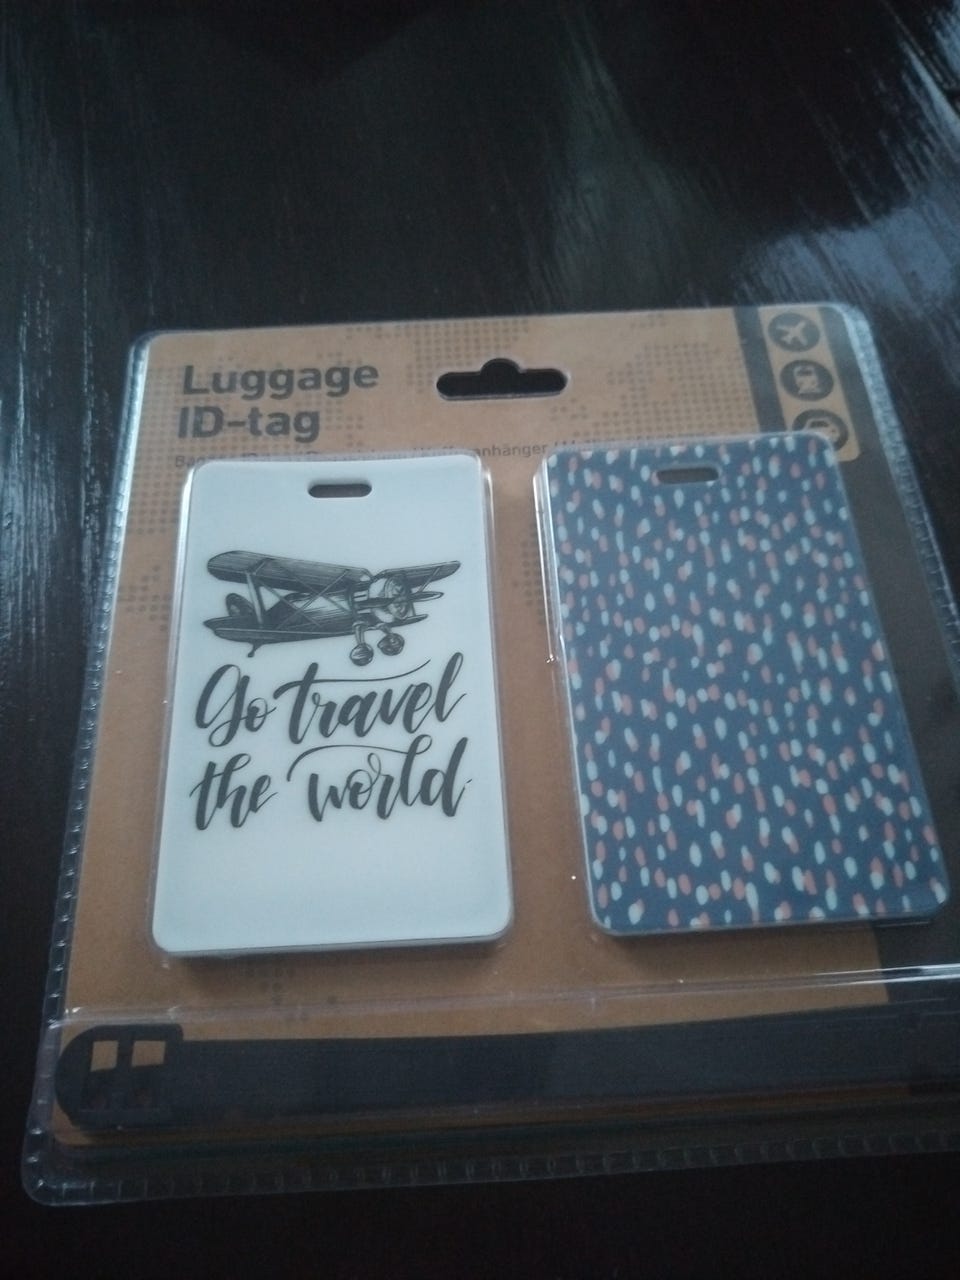 Luggage
ID-tag
Go travel
the world